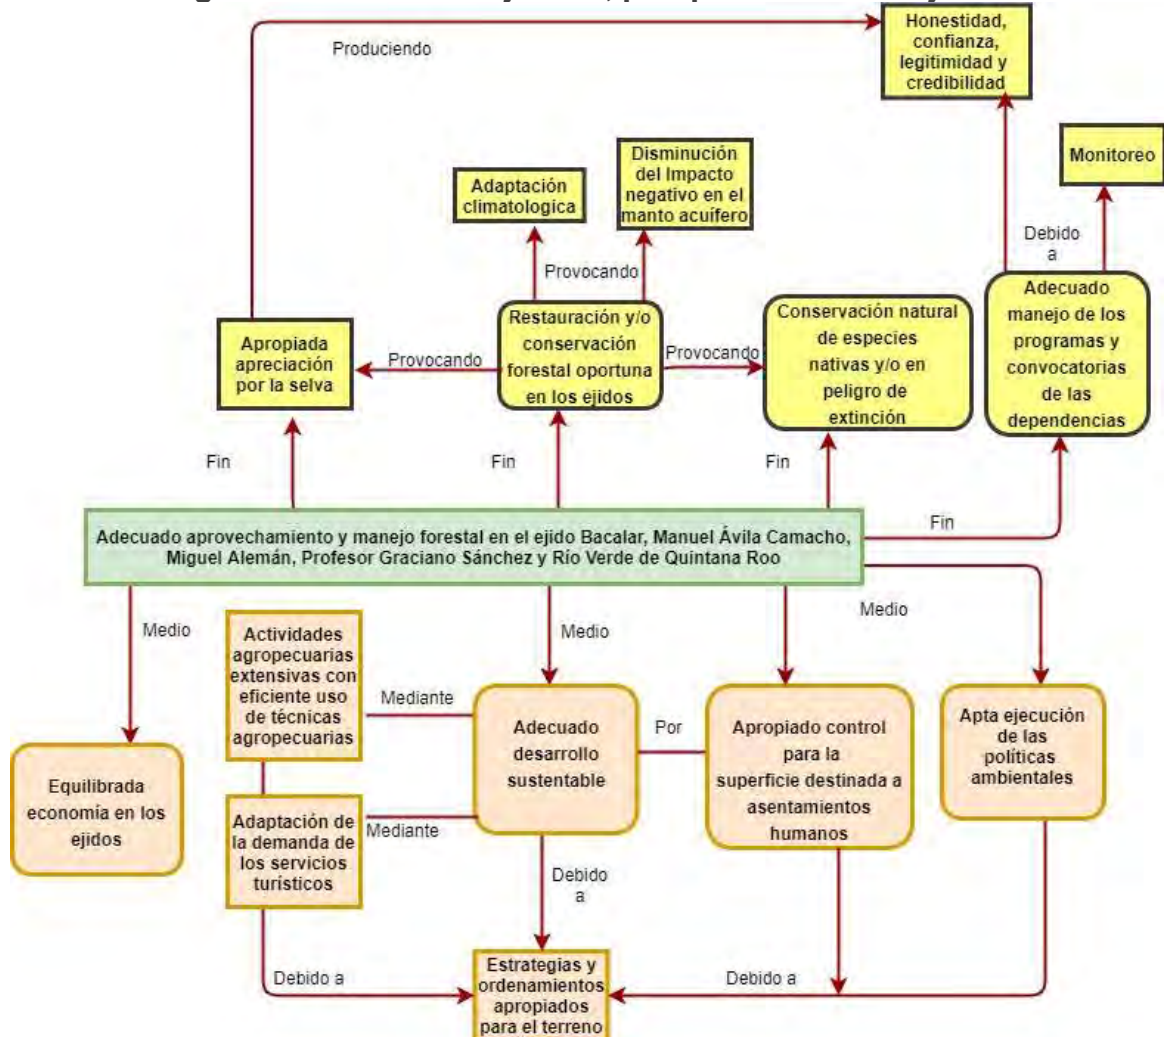 Honestidad,
confianza,
legitimidad y
credibilidad
Produciendo
Disminución
del Impacto
negativo en el
manto acuífero
Monitoreo
Adaptación
climatologica
Debido
a
Provocando
Adecuado
manejo de los
programas y
convocatorias
de las
dependencias
Restauración y/o
conservación
forestal oportuna
en los ejidos
Conservación natural
de especies
nativas y/o en
peligro de
extinción
Apropiada
apreciación
por la selva
Provocando
Provocando
Fin
Fin
Fin
Fin
Adecuado aprovechamiento y manejo forestal en el ejido Bacalar, Manuel Ávila Camacho,
Miguel Alemán, Profesor Graciano Sánchez y Río Verde de Quintana Roo
Medio
Medio
Medio
Actividades
agropecuarias
extensivas con
eficiente uso
de técnicas
agropecuarias
Mediante
Adecuado
desarrollo
sustentable
Por
Apropiado control
para la
superficie destinada a
asentamientos
humanos
Apta ejecución
de las
políticas
ambientales
Equilibrada
economía en los
ejidos
Adaptación de
la demanda de
los servicios
turísticos
Mediante
Debido
a
Debido a
Estrategias y
ordenamientos
apropiados
para el terreno
Debido a